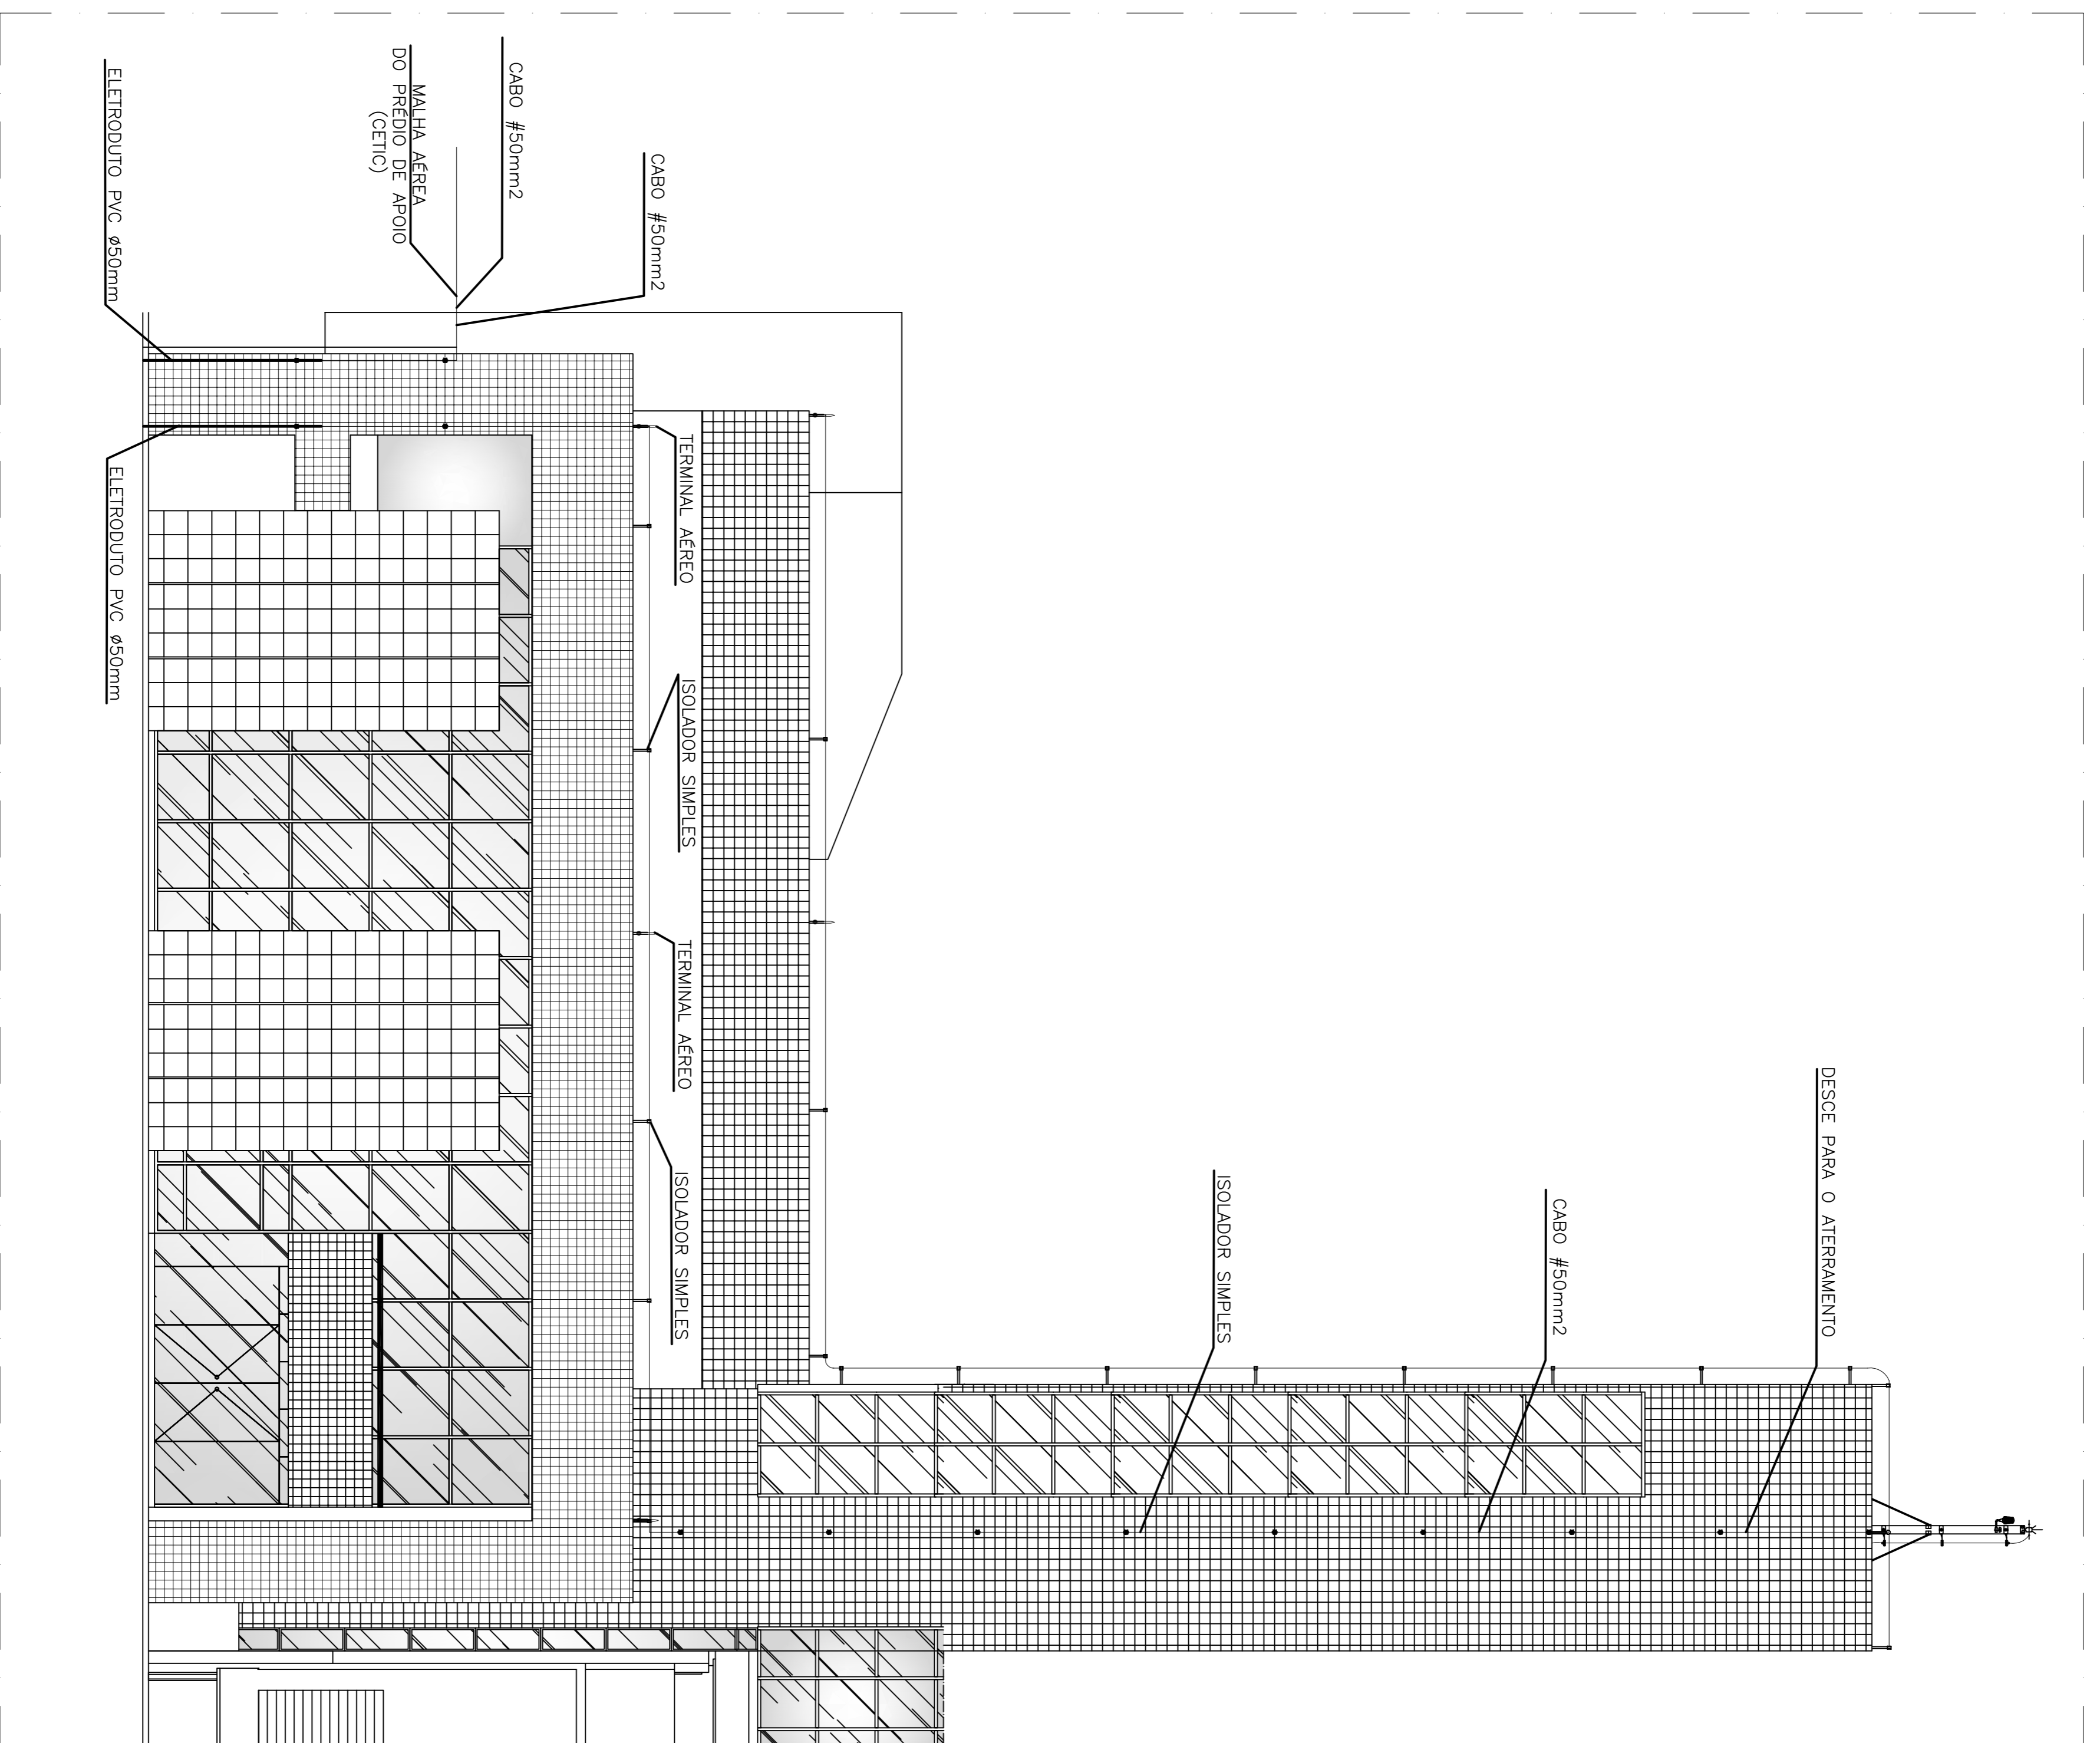 CABO #50mm2
MALHA AÉREA
DO PRÉDIO DE APOIO
(CETIC)
ELETRODUTO PVC ø50mm
CABO #50mm2
TERMINAL AÉREO
ELETRODUTO PVC ø50mm
ISOLADOR SIMPLES
TERMINAL AÉREO
ISOLADOR SIMPLES
DESCE PARA O ATERRAMENTO
CABO #50mm2
ISOLADOR SIMPLES